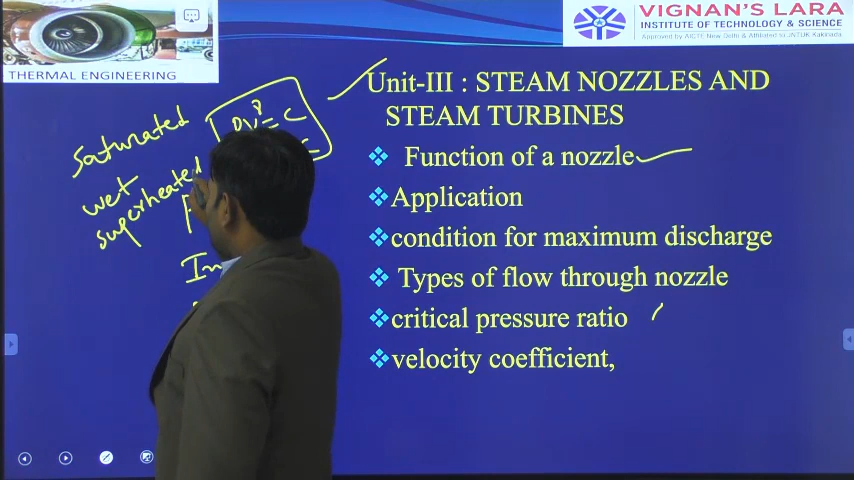 VIGNAN'S LARA
INSTITUTE OF TECHNOLOGY & SCIENCE
Approved by AICTE New Delhi & Affiliated to JNTUK Kakinada
THERMAL ENGINEERING
Unit-III : STEAM NOZZLES AND
STEAM TURBINES
Function of a nozzle
Application
condition for maximum discharge
Types of flow through nozzle
critical pressure ratio
velocity coefficient,
Saturated
wet
superheated